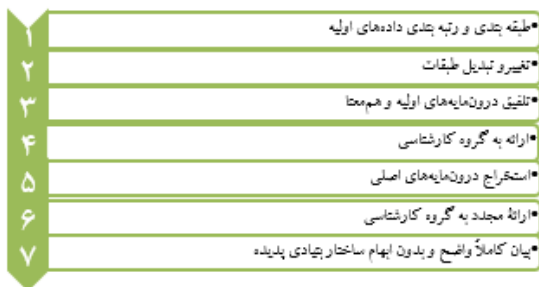 ۱
•طبقه بندی و رتبه بندی داده‌های اولیه
۲
•تغییرو تبدیل طبقات
۳
•تلفیق درون‌مایه‌های اولیه و هم‌معنا
۴
•ارائه به گروه کارشناسی
۵
•استخراج درون‌مایه‌های اصلی
۶
•ارائهٔ مجدد به گروه کارشناسی
۷
•بیان کاملاً واضح و بدون ابهام ساختار بنیادی پدیده